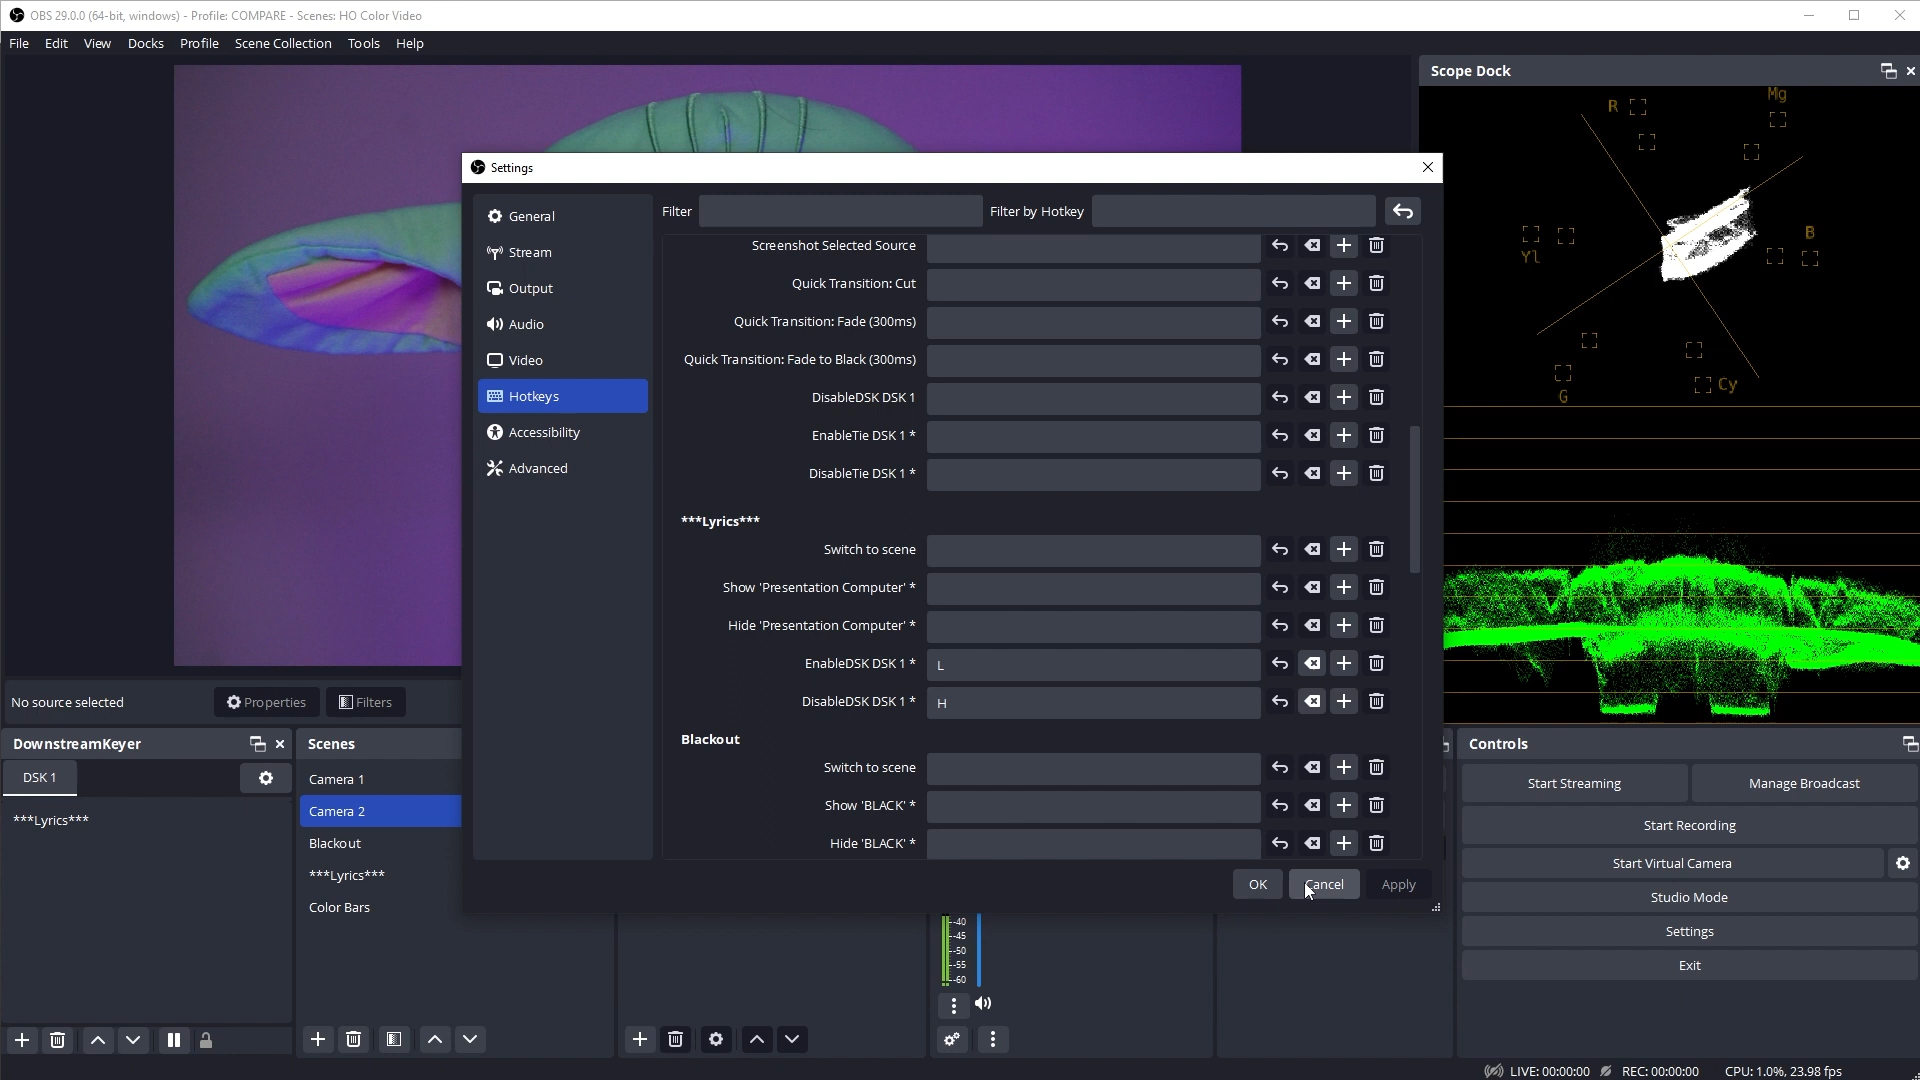 OBS 29.0.0 (64-bit, windows) - Profile: COMPARE - Scenes: HO Color Video
File Edit View Docks Profile Scene Collection Tools Help
Scope Dock
R
Mg
B
Yl
G
Cy
Settings
General
Stream
Output
Audio
Video
Hotkeys
Accessibility
Advanced
Filter
Filter by Hotkey
Screenshot Selected Source
Quick Transition: Cut
Quick Transition: Fade (300ms)
Quick Transition: Fade to Black (300ms)
DisableDSK DSK 1
EnableTie DSK 1 *
DisableTie DSK 1 *
***Lyrics***
Switch to scene
Show 'Presentation Computer' *
Hide 'Presentation Computer' *
EnableDSK DSK 1 * L
DisableDSK DSK 1 * H
Blackout
Switch to scene
Show 'BLACK' *
Hide 'BLACK' *
OK Cancel Apply
No source selected Properties Filters
DownstreamKeyer
DSK 1
***Lyrics***
Scenes
Camera 1
Camera 2
Blackout
***Lyrics***
Color Bars
-40
-45
-50
-55
-60
Controls
Start Streaming Manage Broadcast
Start Recording
Start Virtual Camera
Studio Mode
Settings
Exit
LIVE: 00:00:00 REC: 00:00:00 CPU: 1.0%, 23.98 fps